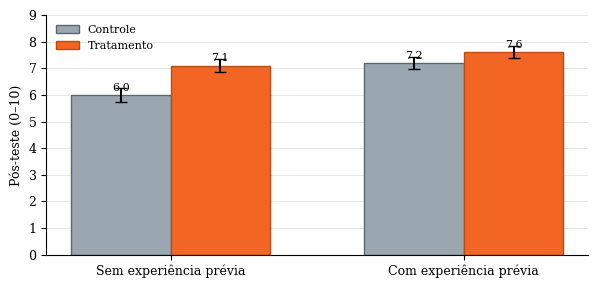 Controle
Tratamento
Pós-teste (0–10)
9
8
7
6
5
4
3
2
1
0
6.0
7.1
7.2
7.6
Sem experiência prévia
Com experiência prévia